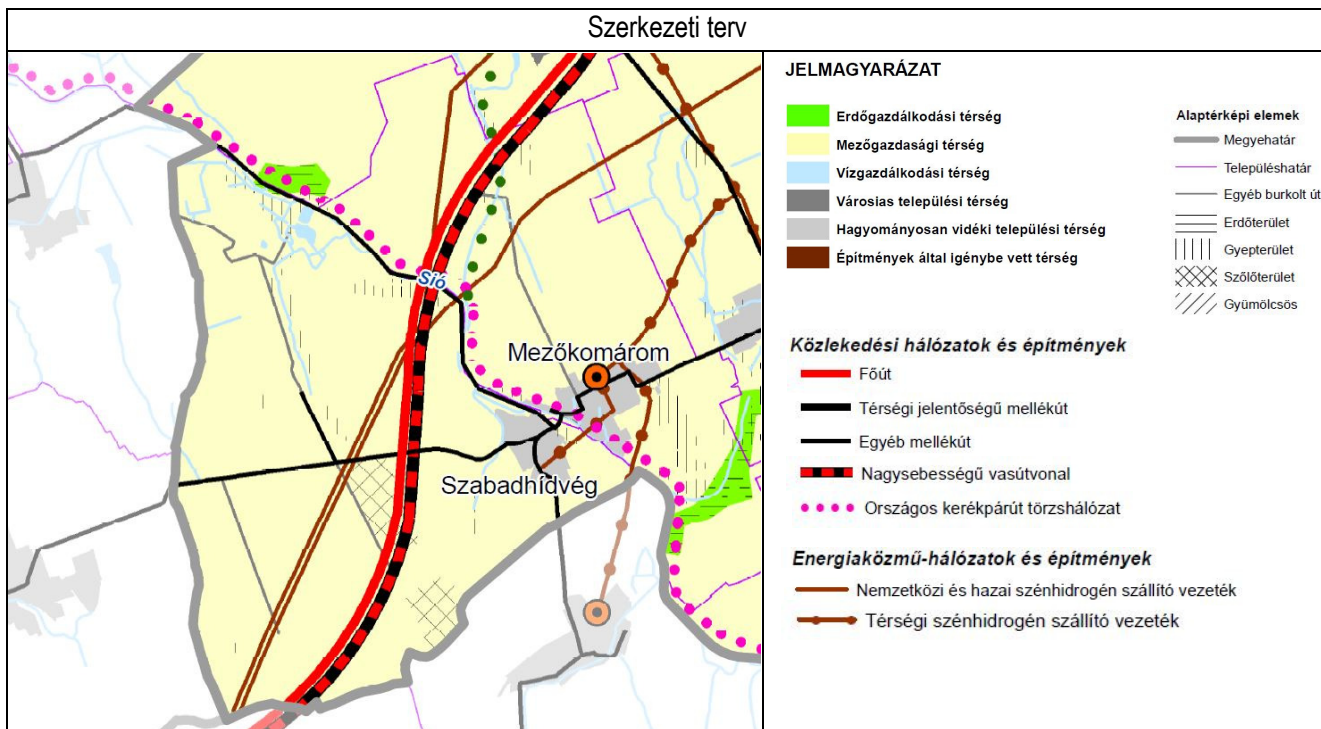 Szerkezeti terv
Sió
Mezőkomárom
Szabadhídvég
JELMAGYARÁZAT
Erdőgazdálkodási térség
Mezőgazdasági térség
Vízgazdálkodási térség
Városias települési térség
Hagyományosan vidéki települési térség
Építmények által igénybe vett térség
Alaptérképi elemek
Megyehatár
Településhatár
Egyéb burkolt út
Erdőterület
Gyepterület
Szőlőterület
Gyümölcsös
Közlekedési hálózatok és építmények
Főút
Térségi jelentőségű mellékút
Egyéb mellékút
Nagysebességű vasútvonal
Országos kerékpárút törzshálózat
Energiaközmű-hálózatok és építmények
Nemzetközi és hazai szénhidrogén szállító vezeték
Térségi szénhidrogén szállító vezeték